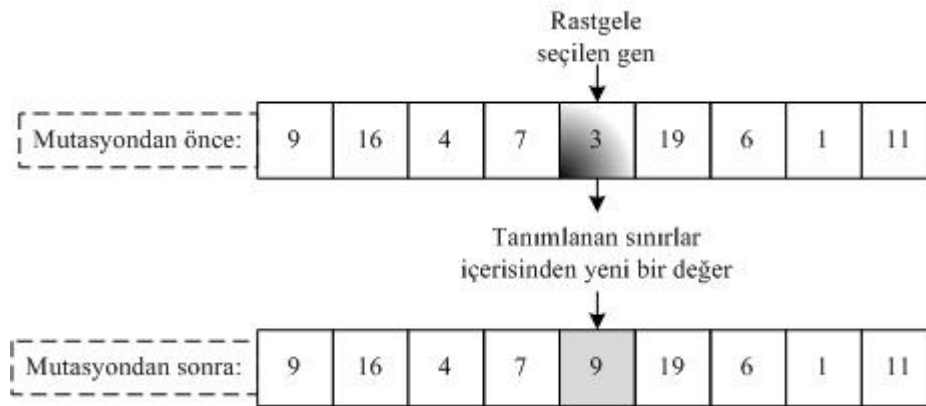 Rastgele
seçilen gen
Mutasyondan önce: 9 16 4 7 3 19 6 1 11
Tanımlanan sınırlar
içerisinden yeni bir değer
Mutasyondan sonra: 9 16 4 7 9 19 6 1 11